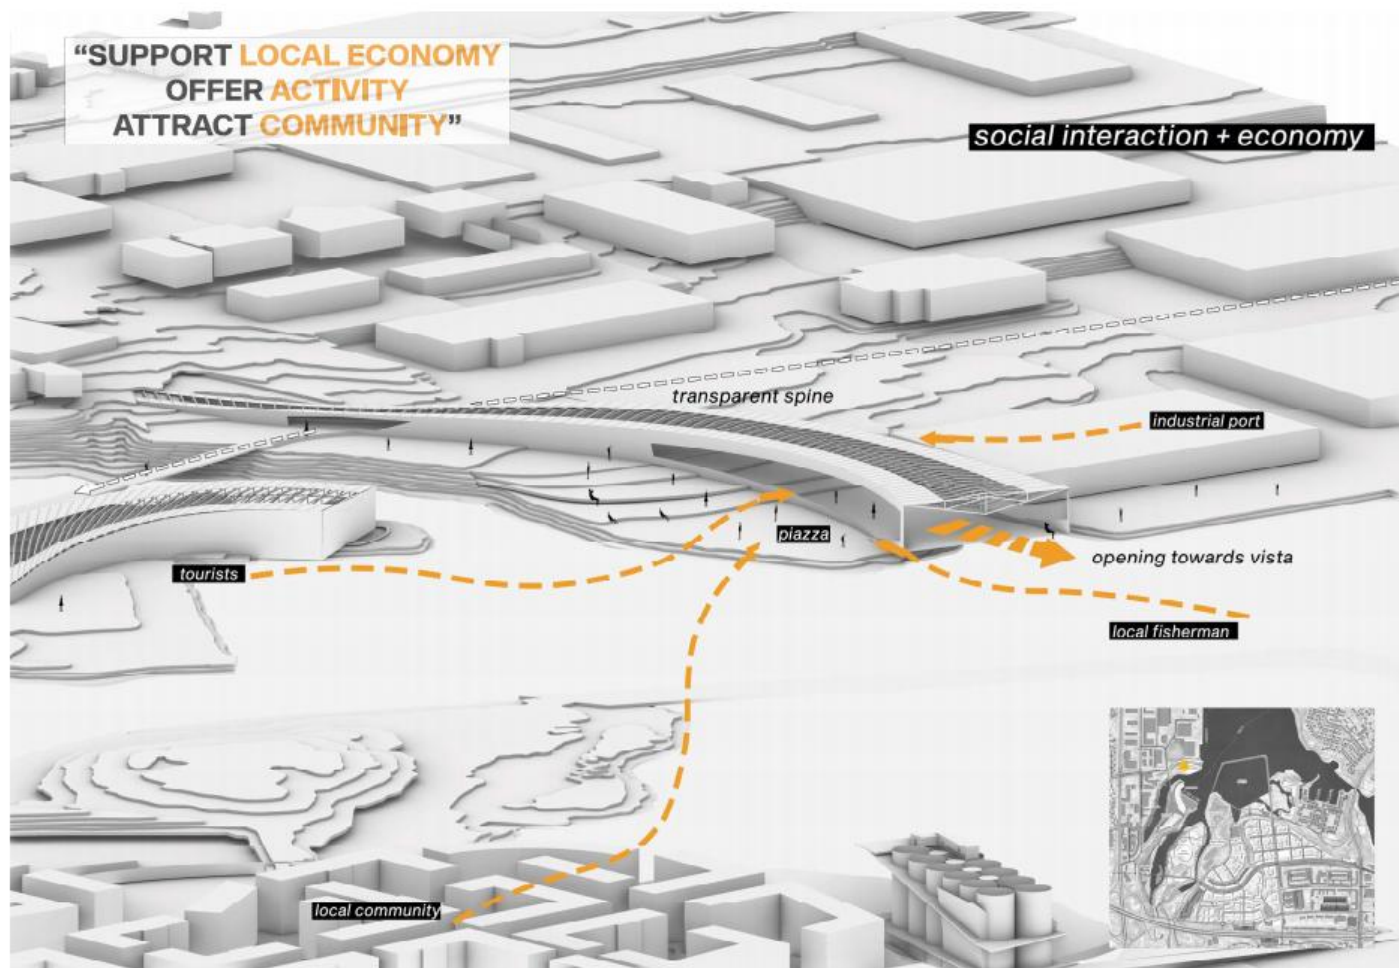 “SUPPORT LOCAL ECONOMY
OFFER ACTIVITY
ATTRACT COMMUNITY”
social interaction + economy
transparent spine
industrial port
piazza
opening towards vista
tourists
local fisherman
local community